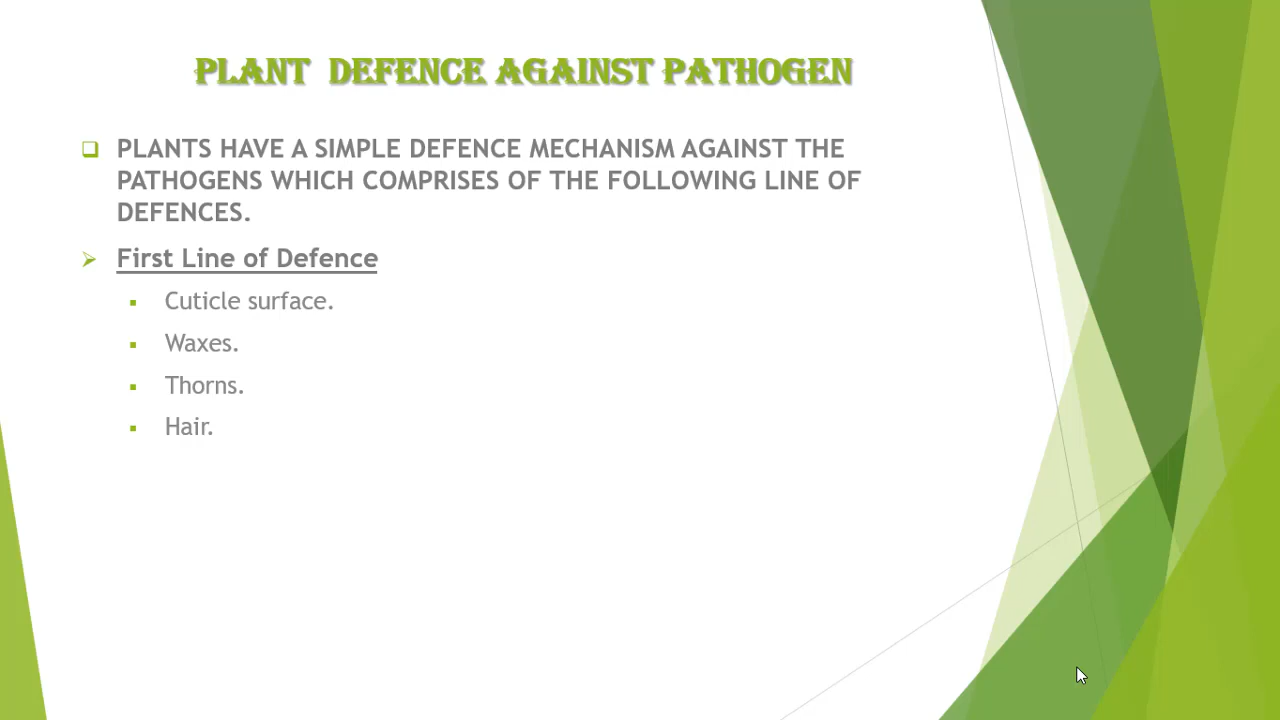 PLANT DEFENCE AGAINST PATHOGEN
PLANTS HAVE A SIMPLE DEFENCE MECHANISM AGAINST THE
PATHOGENS WHICH COMPRISES OF THE FOLLOWING LINE OF
DEFENCES.
First Line of Defence
Cuticle surface.
Waxes.
Thorns.
Hair.